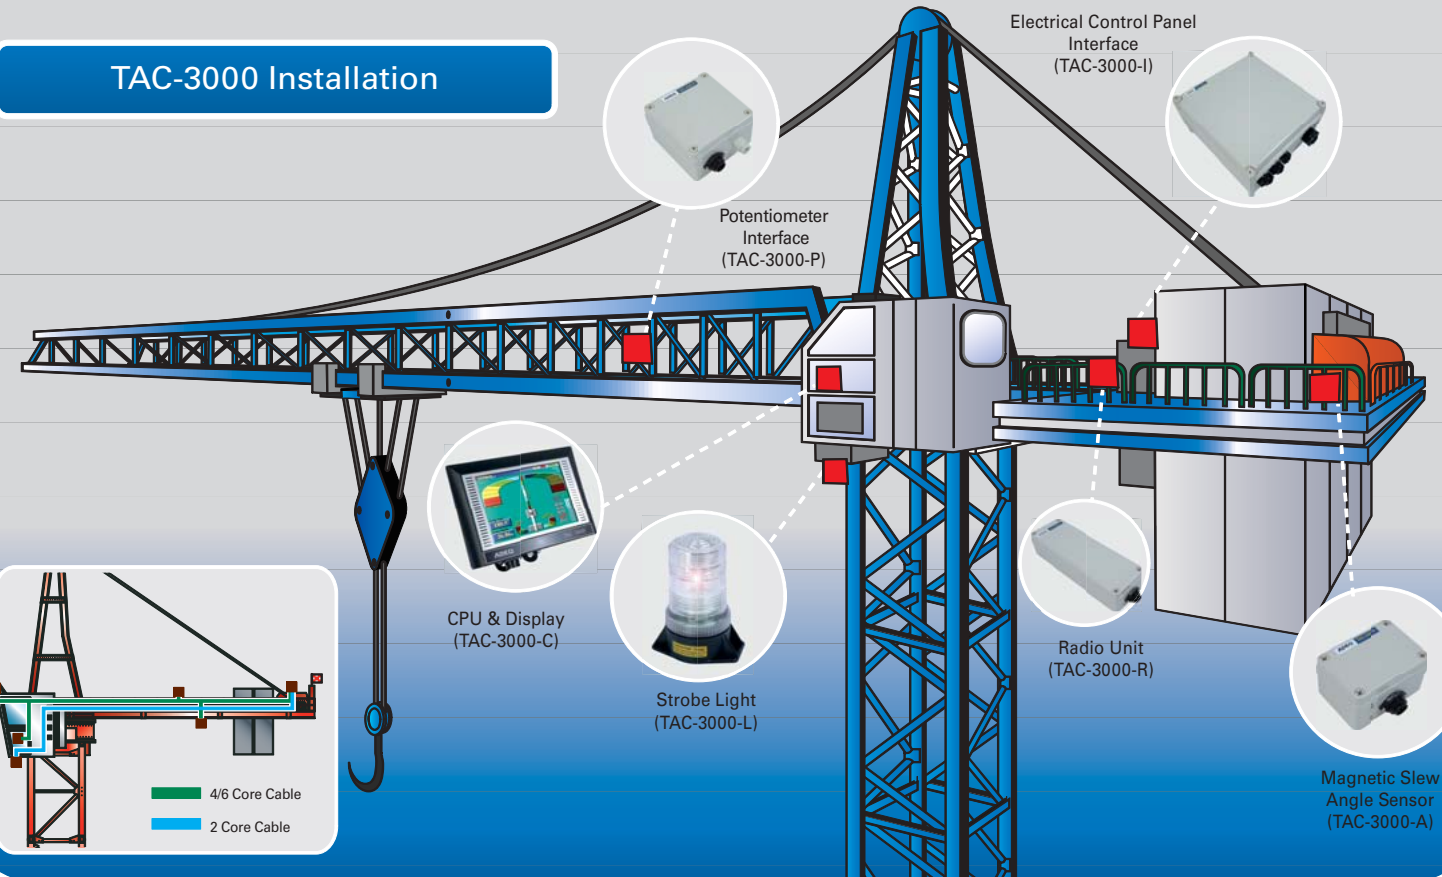 TAC-3000 Installation
Electrical Control Panel
Interface
(TAC-3000-I)
Potentiometer
Interface
(TAC-3000-P)
CPU & Display
(TAC-3000-C)
Strobe Light
(TAC-3000-L)
Radio Unit
(TAC-3000-R)
Magnetic Slew
Angle Sensor
(TAC-3000-A)
4/6 Core Cable
2 Core Cable